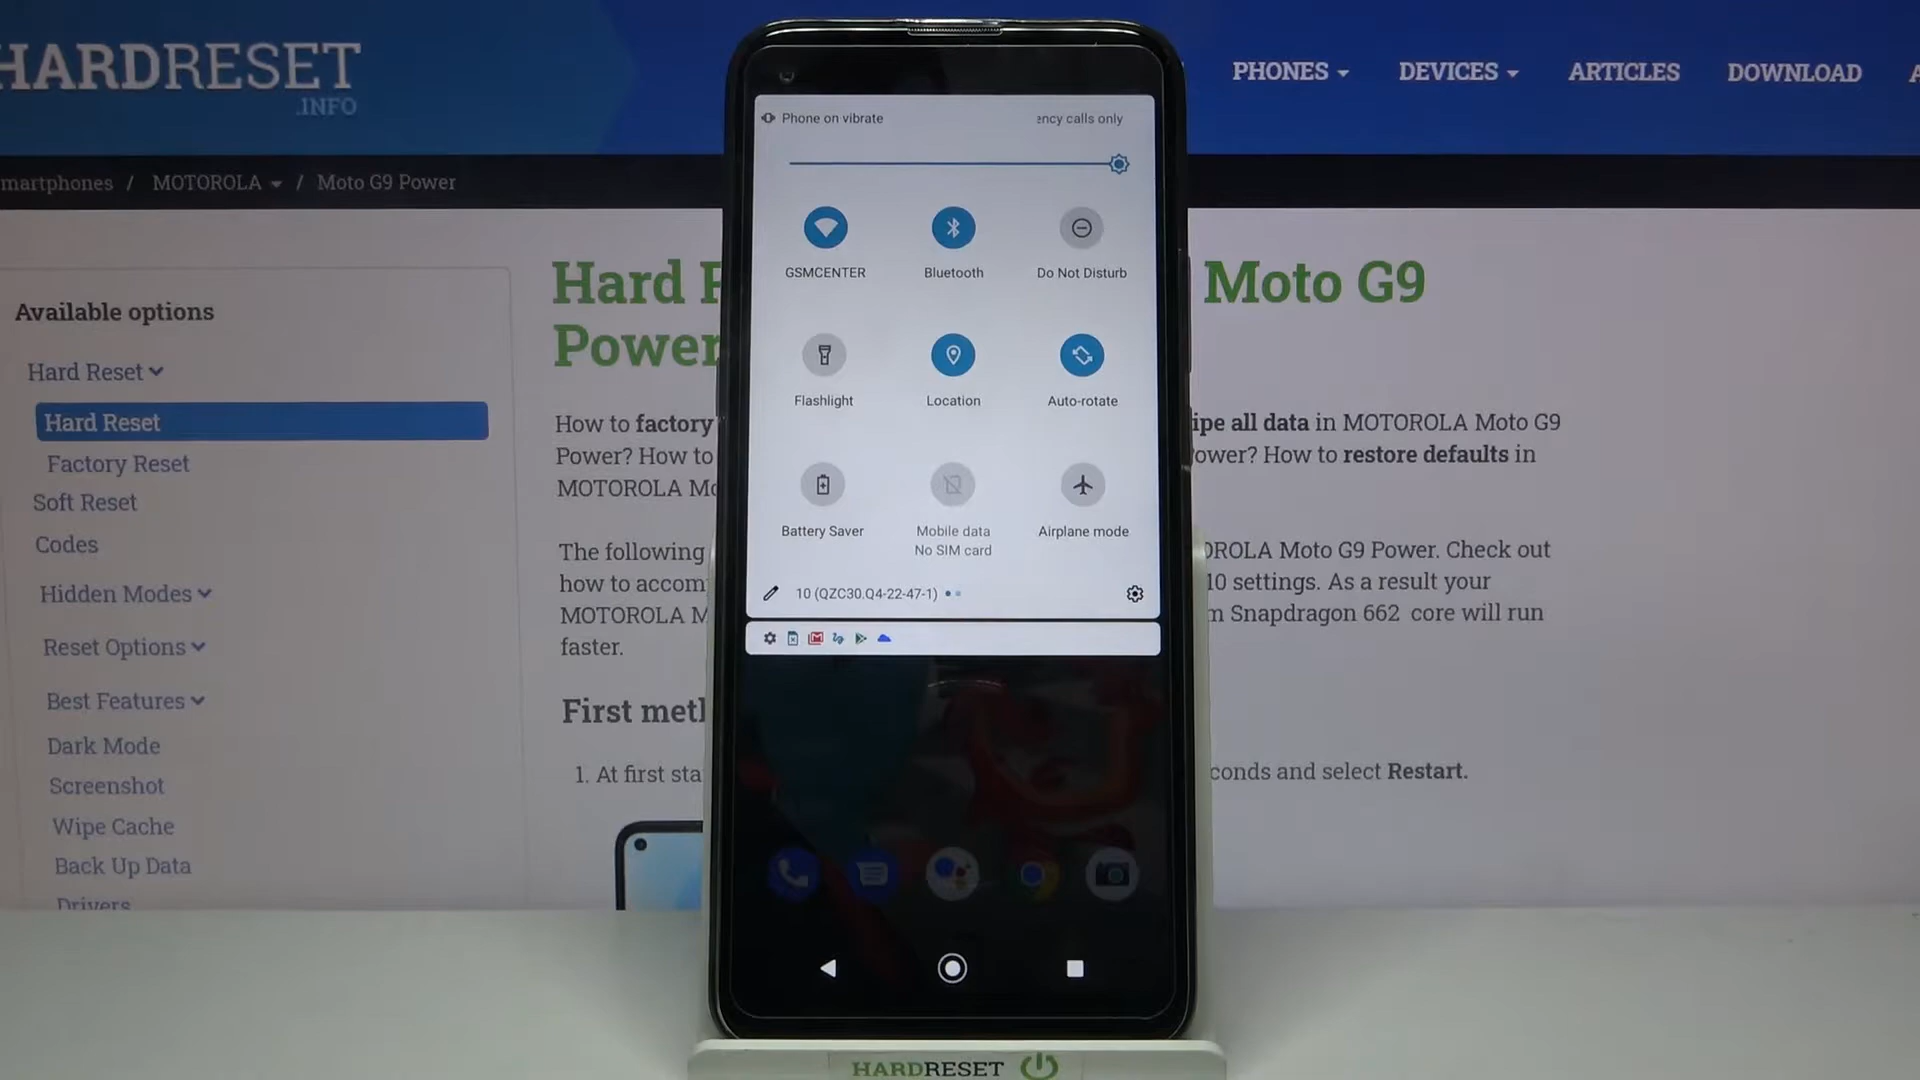 HARDRESET
.INFO
PHONES
DEVICES
ARTICLES
DOWNLOAD
smartphones / MOTOROLA / Moto G9 Power
Available options
Hard Reset
Hard Reset
Factory Reset
Soft Reset
Codes
Hidden Modes
Reset Options
Best Features
Dark Mode
Screenshot
Wipe Cache
Back Up Data
Drivers
Hard Moto G9
Power
How to factory ipe all data in MOTOROLA Moto G9
Power? How to ower? How to restore defaults in
MOTOROLA Mo
The following OROLA Moto G9 Power. Check out
how to accom 10 settings. As a result your
MOTOROLA M m Snapdragon 662 core will run
faster.
First met
1. At first sta conds and select Restart.
Phone on vibrate
ency calls only
GSMCENTER
Bluetooth
Do Not Disturb
Flashlight
Location
Auto-rotate
Battery Saver
Mobile data
No SIM card
Airplane mode
10 (QZC30.Q4-22-47-1)
HARDRESET